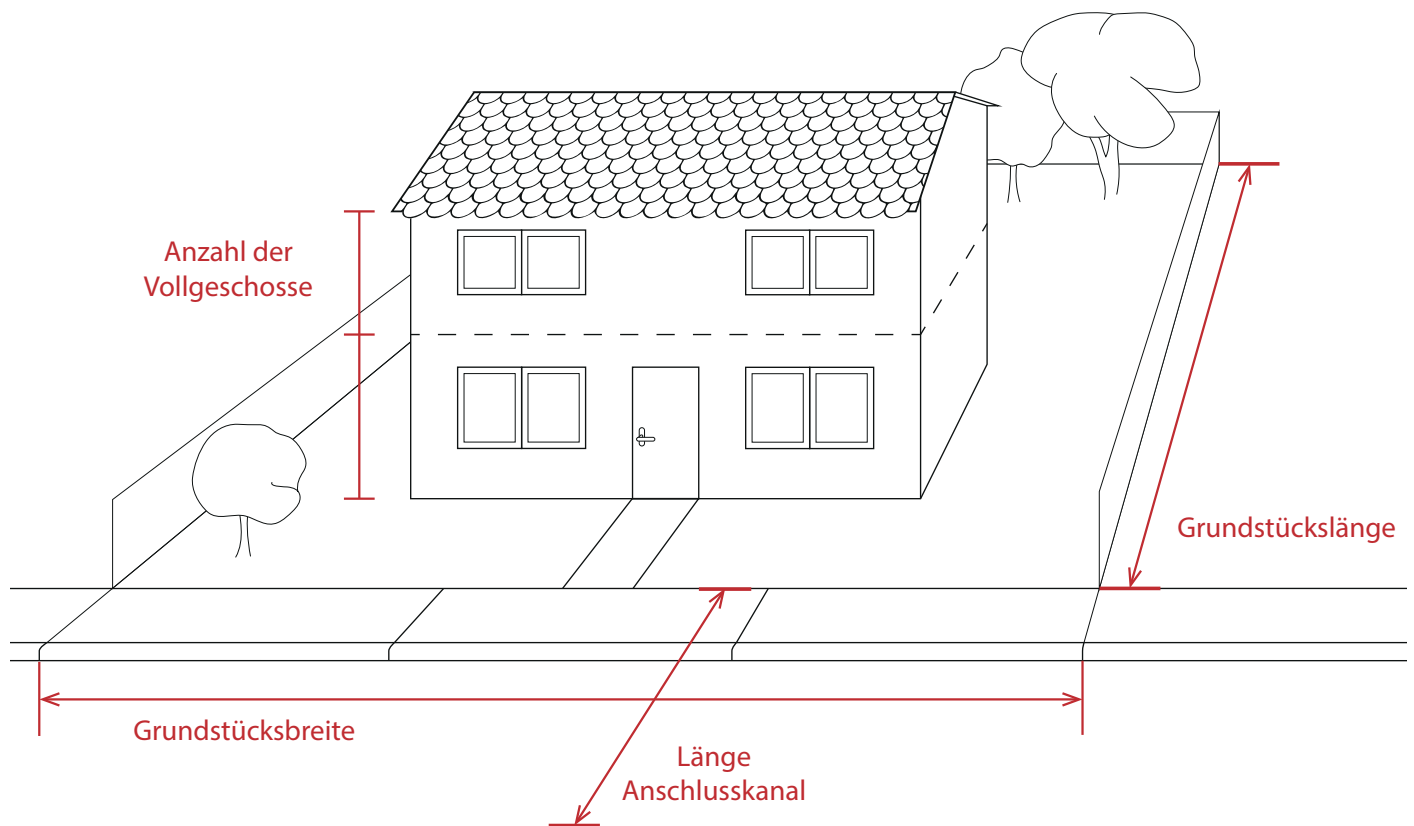 Anzahl der
Vollgeschosse
Grundstückslänge
Grundstücksbreite
Länge
Anschlusskanal